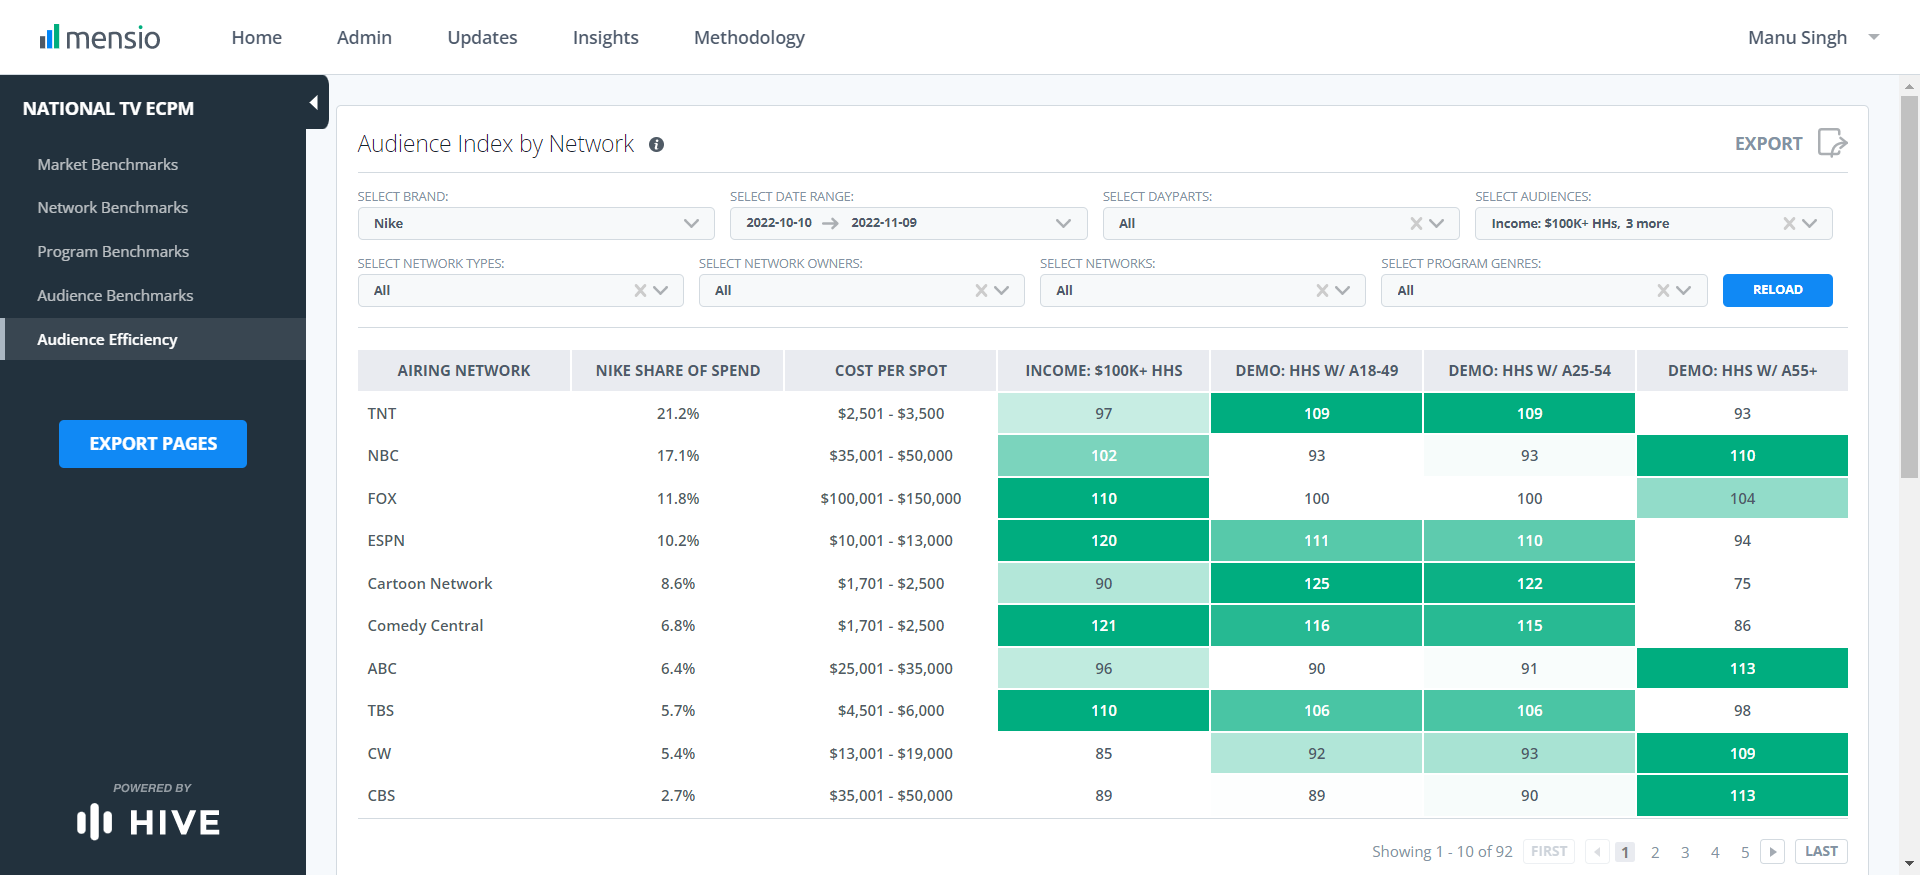 mensio Home Admin Updates Insights Methodology Manu Singh
NATIONAL TV ECPM
Market Benchmarks
Network Benchmarks
Program Benchmarks
Audience Benchmarks
Audience Efficiency
EXPORT PAGES
POWERED BY
HIVE
Audience Index by Network i EXPORT
SELECT BRAND: SELECT DATE RANGE: SELECT DAYPARTS: SELECT AUDIENCES:
Nike 2022-10-10 → 2022-11-09 All Income: $100K+ HHs, 3 more
SELECT NETWORK TYPES: SELECT NETWORK OWNERS: SELECT NETWORKS: SELECT PROGRAM GENRES:
All All All All RELOAD
AIRING NETWORK NIKE SHARE OF SPEND COST PER SPOT INCOME: $100K+ HHS DEMO: HHS W/ A18-49 DEMO: HHS W/ A25-54 DEMO: HHS W/ A55+
TNT 21.2% $2,501 - $3,500 97 109 109 93
NBC 17.1% $35,001 - $50,000 102 93 93 110
FOX 11.8% $100,001 - $150,000 110 100 100 104
ESPN 10.2% $10,001 - $13,000 120 111 110 94
Cartoon Network 8.6% $1,701 - $2,500 90 125 122 75
Comedy Central 6.8% $1,701 - $2,500 121 116 115 86
ABC 6.4% $25,001 - $35,000 96 90 91 113
TBS 5.7% $4,501 - $6,000 110 106 106 98
CW 5.4% $13,001 - $19,000 85 92 93 109
CBS 2.7% $35,001 - $50,000 89 89 90 113
Showing 1 - 10 of 92 FIRST 1 2 3 4 5 LAST